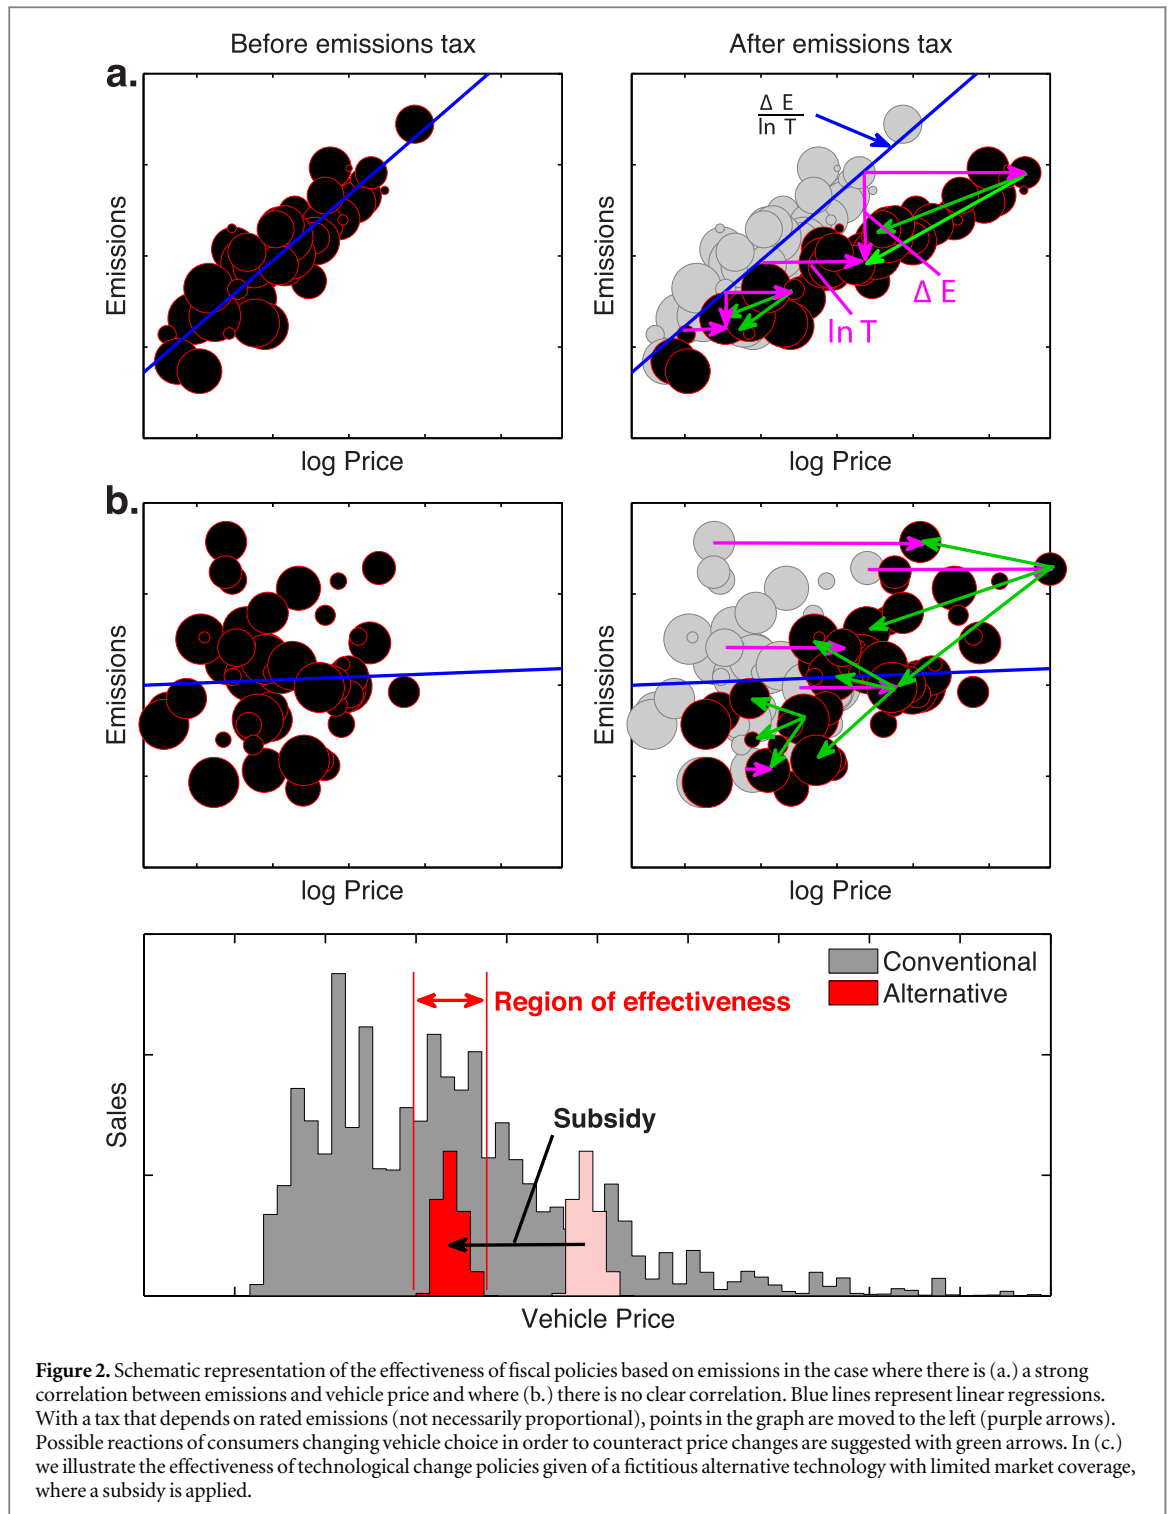 Before emissions tax
After emissions tax
a.
Δ E
ln T
Emissions
Emissions
Δ E
ln T
log Price
log Price
b.
Emissions
Emissions
log Price
log Price
Conventional
Alternative
Region of effectiveness
Sales
Subsidy
Vehicle Price
Figure 2. Schematic representation of the effectiveness of fiscal policies based on emissions in the case where there is (a.) a strong
correlation between emissions and vehicle price and where (b.) there is no clear correlation. Blue lines represent linear regressions.
With a tax that depends on rated emissions (not necessarily proportional), points in the graph are moved to the left (purple arrows).
Possible reactions of consumers changing vehicle choice in order to counteract price changes are suggested with green arrows. In (c.)
we illustrate the effectiveness of technological change policies given of a fictitious alternative technology with limited market coverage,
where a subsidy is applied.